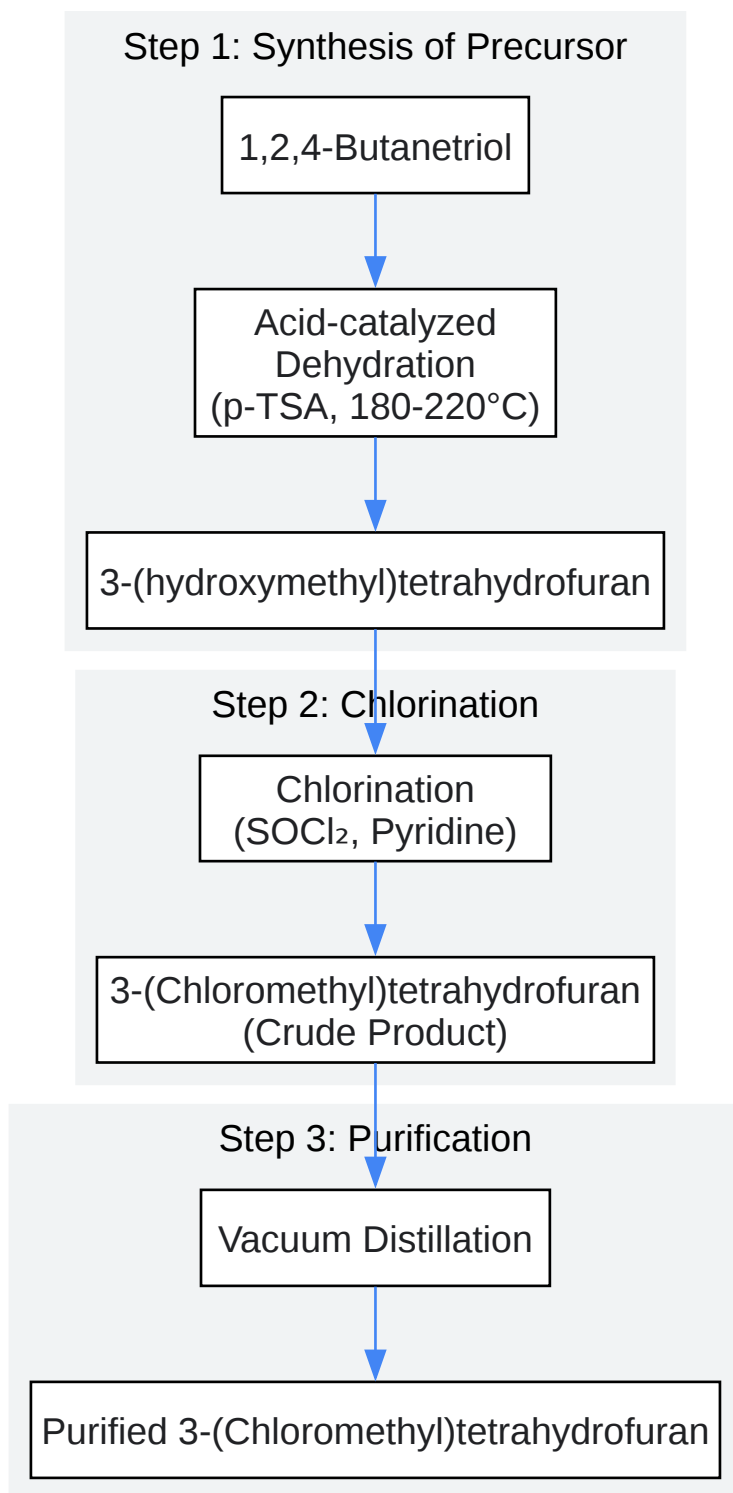 Step 1: Synthesis of Precursor
1,2,4-Butanetriol
Acid-catalyzed
Dehydration
(p-TSA, 180-220°C)
3-(hydroxymethyl)tetrahydrofuran
Step 2: Chlorination
Chlorination
(SOCl₂, Pyridine)
3-(Chloromethyl)tetrahydrofuran
(Crude Product)
Step 3: Purification
Vacuum Distillation
Purified 3-(Chloromethyl)tetrahydrofuran